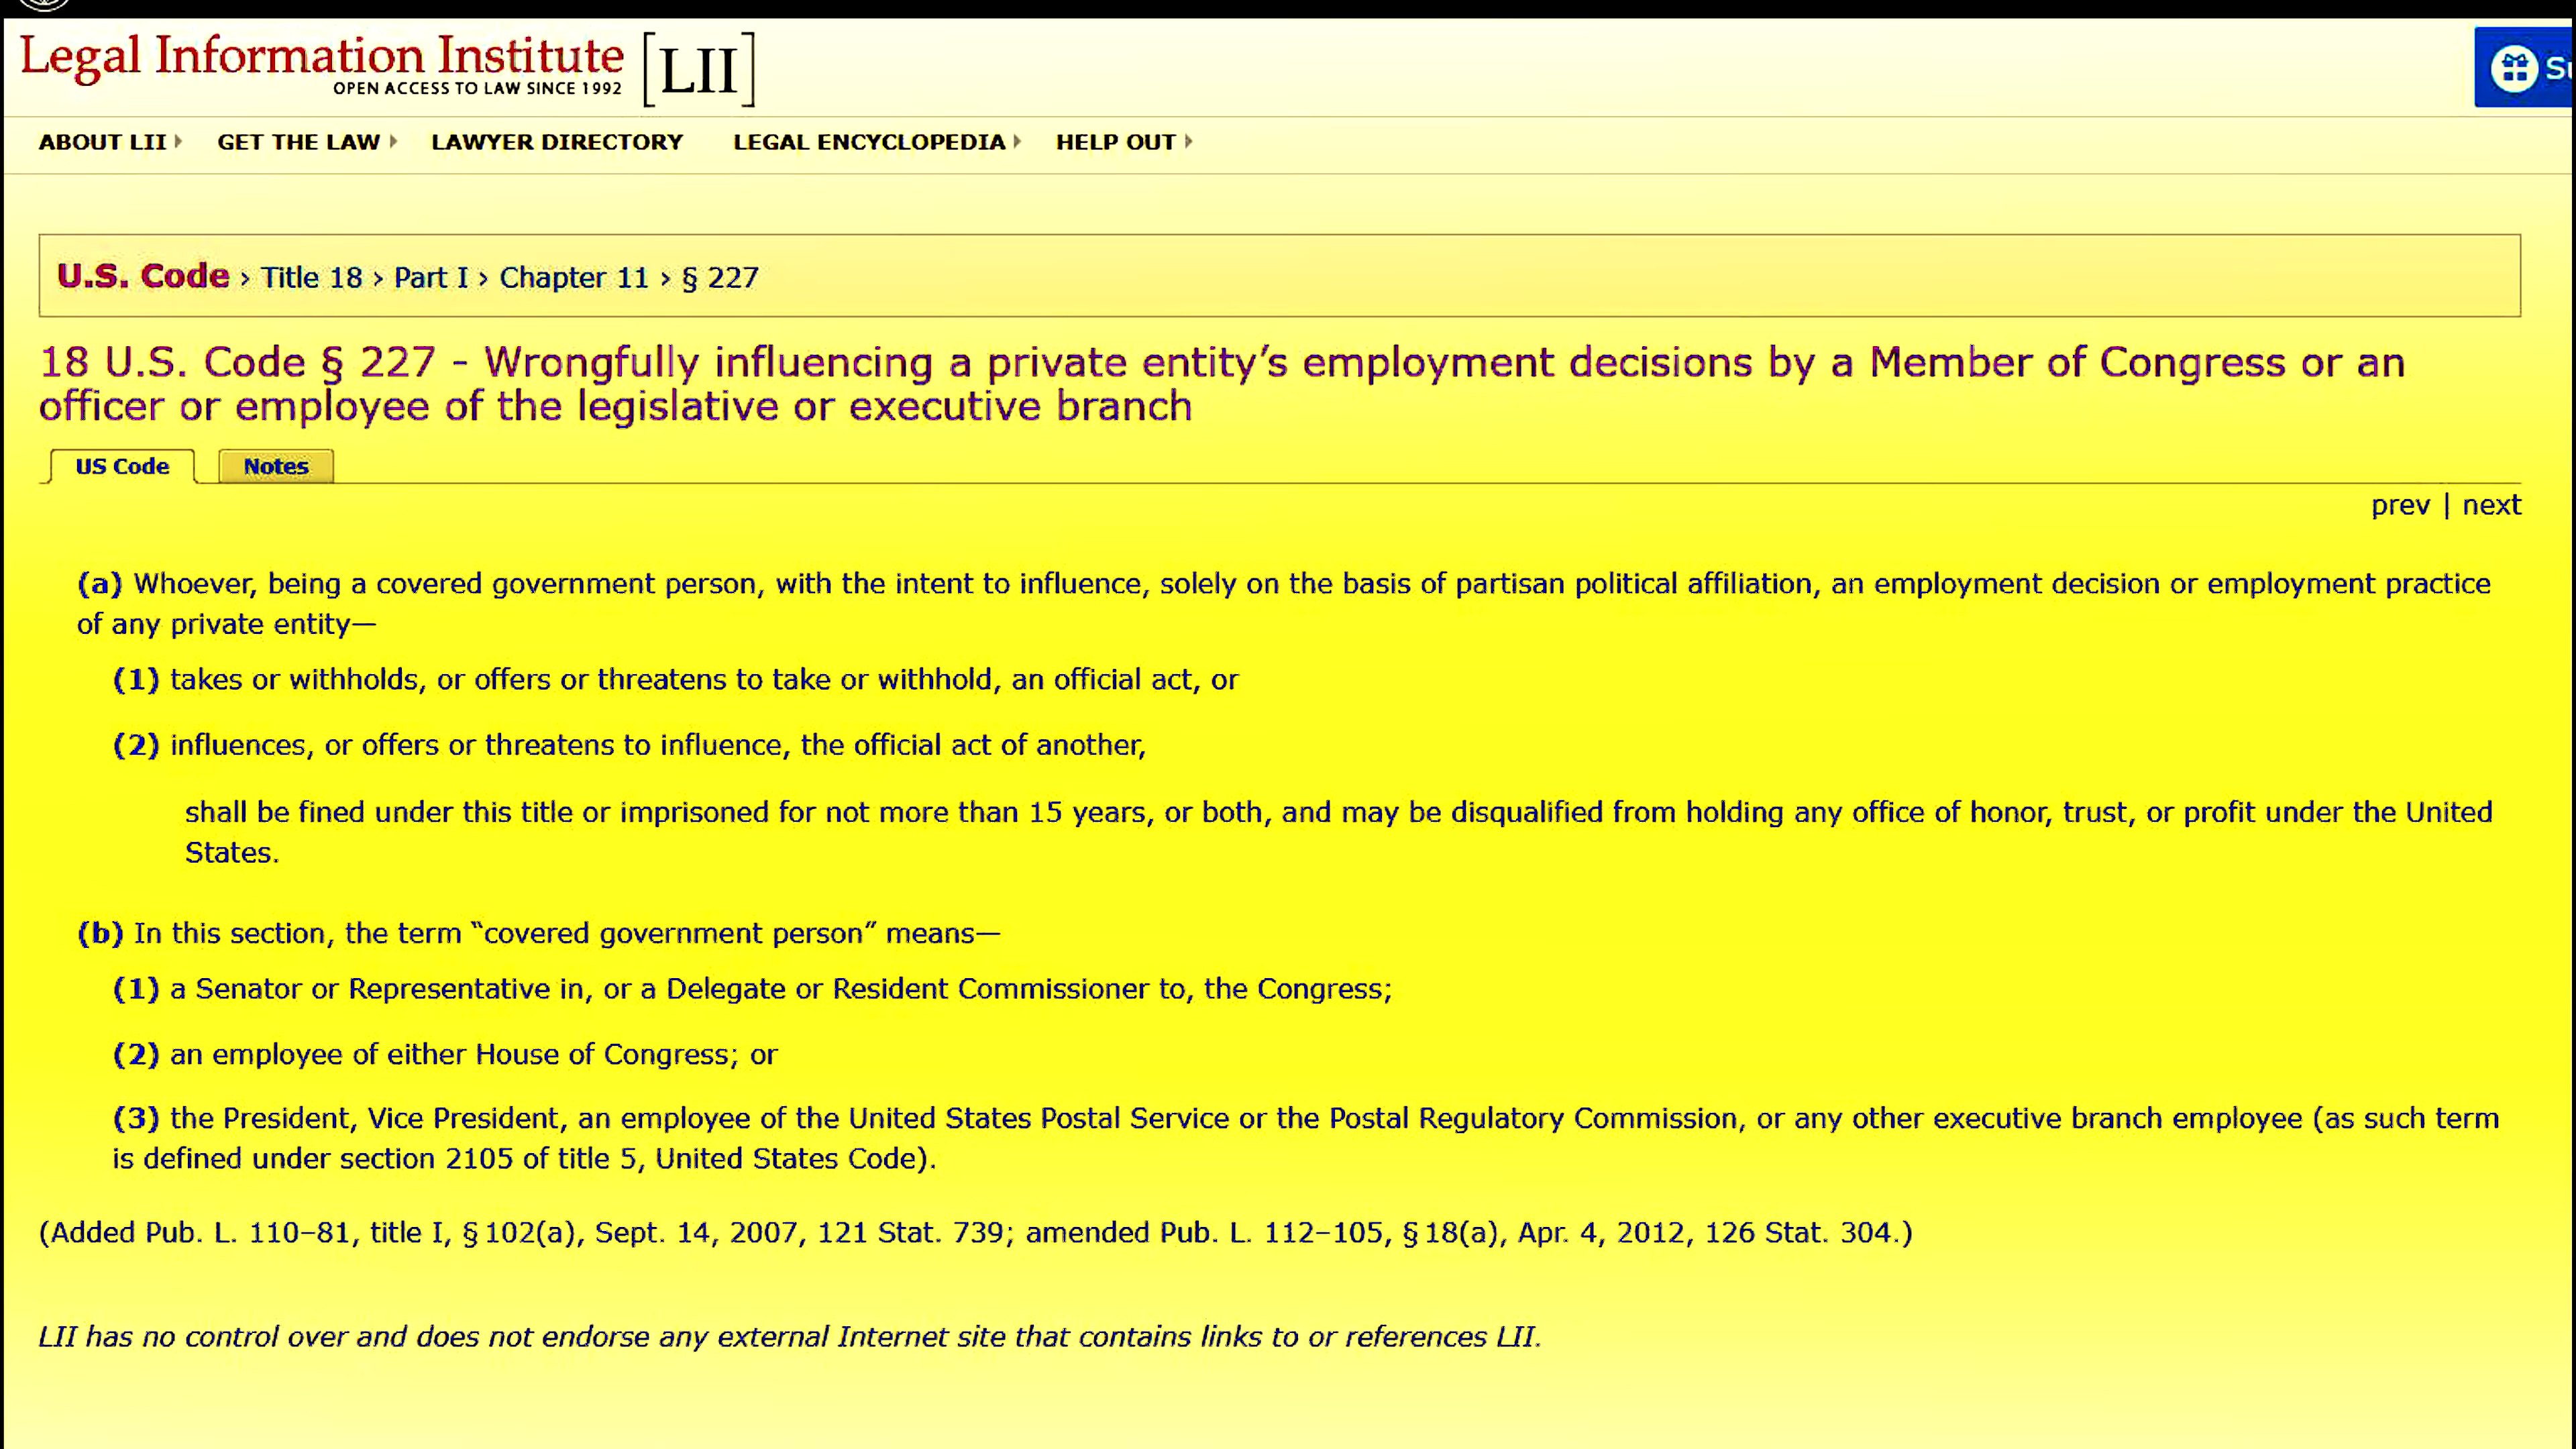 Legal Information Institute [LII]
OPEN ACCESS TO LAW SINCE 1992
ABOUT LII GET THE LAW LAWYER DIRECTORY LEGAL ENCYCLOPEDIA HELP OUT
U.S. Code › Title 18 › Part I › Chapter 11 › § 227
18 U.S. Code § 227 - Wrongfully influencing a private entity’s employment decisions by a Member of Congress or an
officer or employee of the legislative or executive branch
US Code Notes
prev | next
(a) Whoever, being a covered government person, with the intent to influence, solely on the basis of partisan political affiliation, an employment decision or employment practice
of any private entity—
(1) takes or withholds, or offers or threatens to take or withhold, an official act, or
(2) influences, or offers or threatens to influence, the official act of another,
shall be fined under this title or imprisoned for not more than 15 years, or both, and may be disqualified from holding any office of honor, trust, or profit under the United
States.
(b) In this section, the term “covered government person” means—
(1) a Senator or Representative in, or a Delegate or Resident Commissioner to, the Congress;
(2) an employee of either House of Congress; or
(3) the President, Vice President, an employee of the United States Postal Service or the Postal Regulatory Commission, or any other executive branch employee (as such term
is defined under section 2105 of title 5, United States Code).
(Added Pub. L. 110–81, title I, § 102(a), Sept. 14, 2007, 121 Stat. 739; amended Pub. L. 112–105, § 18(a), Apr. 4, 2012, 126 Stat. 304.)
LII has no control over and does not endorse any external Internet site that contains links to or references LII.